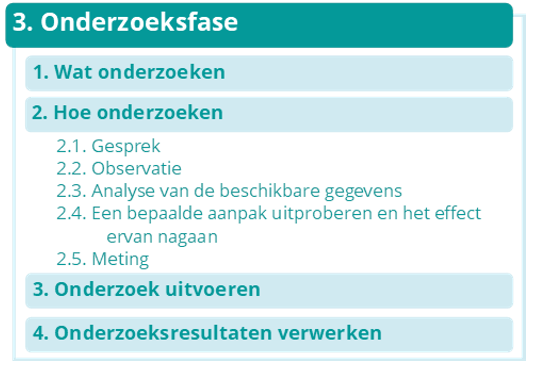 3. Onderzoeksfase
1. Wat onderzoeken
2. Hoe onderzoeken
2.1. Gesprek
2.2. Observatie
2.3. Analyse van de beschikbare gegevens
2.4. Een bepaalde aanpak uitproberen en het effect
ervan nagaan
2.5. Meting
3. Onderzoek uitvoeren
4. Onderzoeksresultaten verwerken